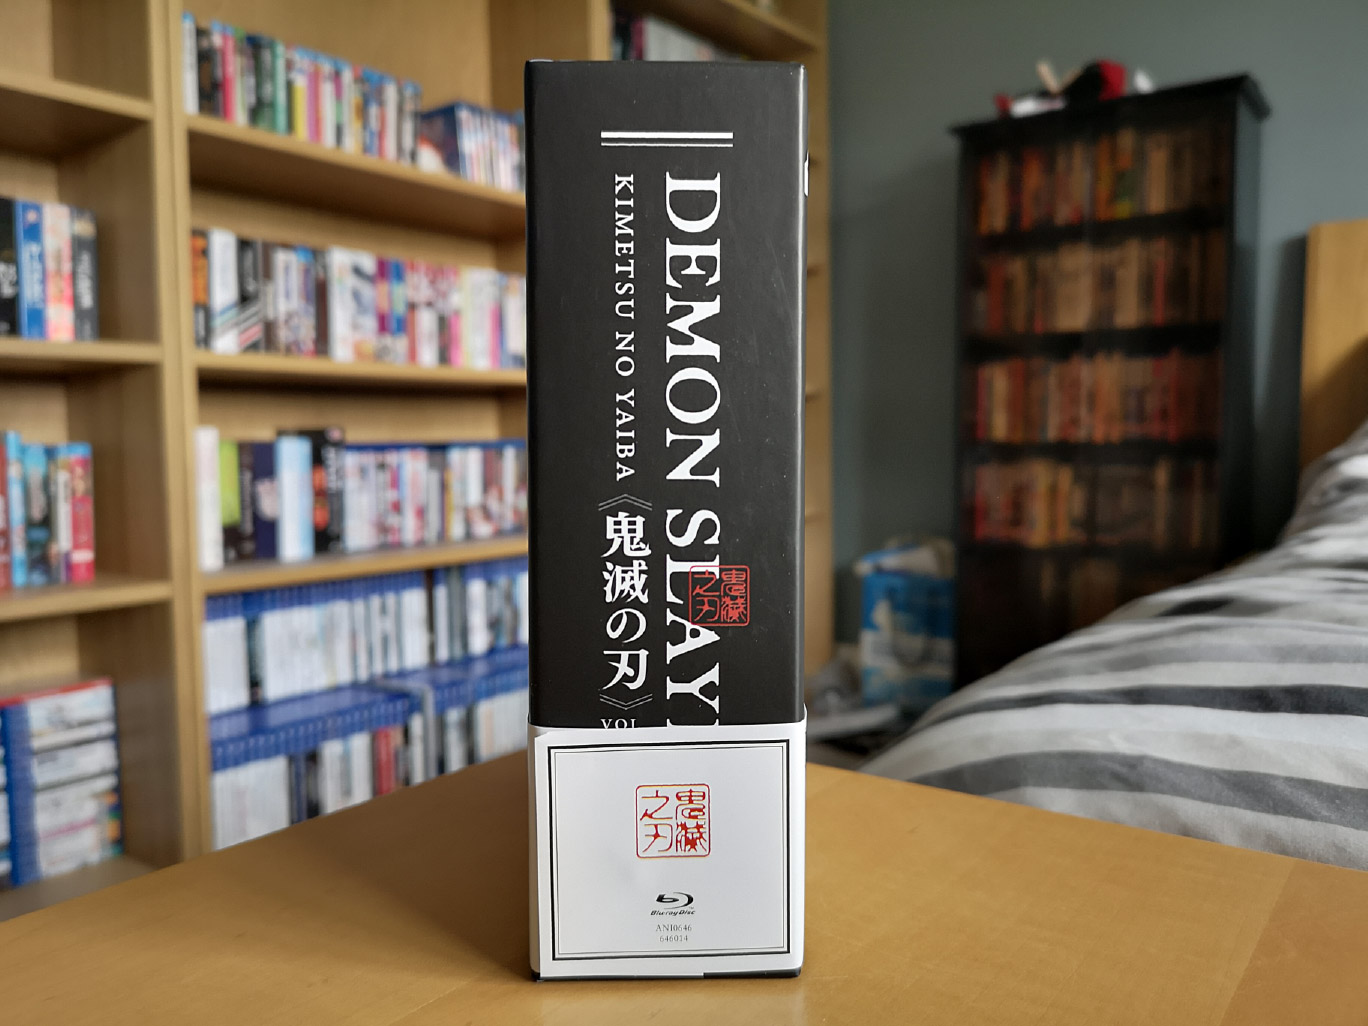 DEMON SLAY
KIMETSU NO YAIBA 《鬼滅の刃》 VOL
鬼滅
之刃
鬼滅
之刃
Blu-ray Disc
ANI0646
646014